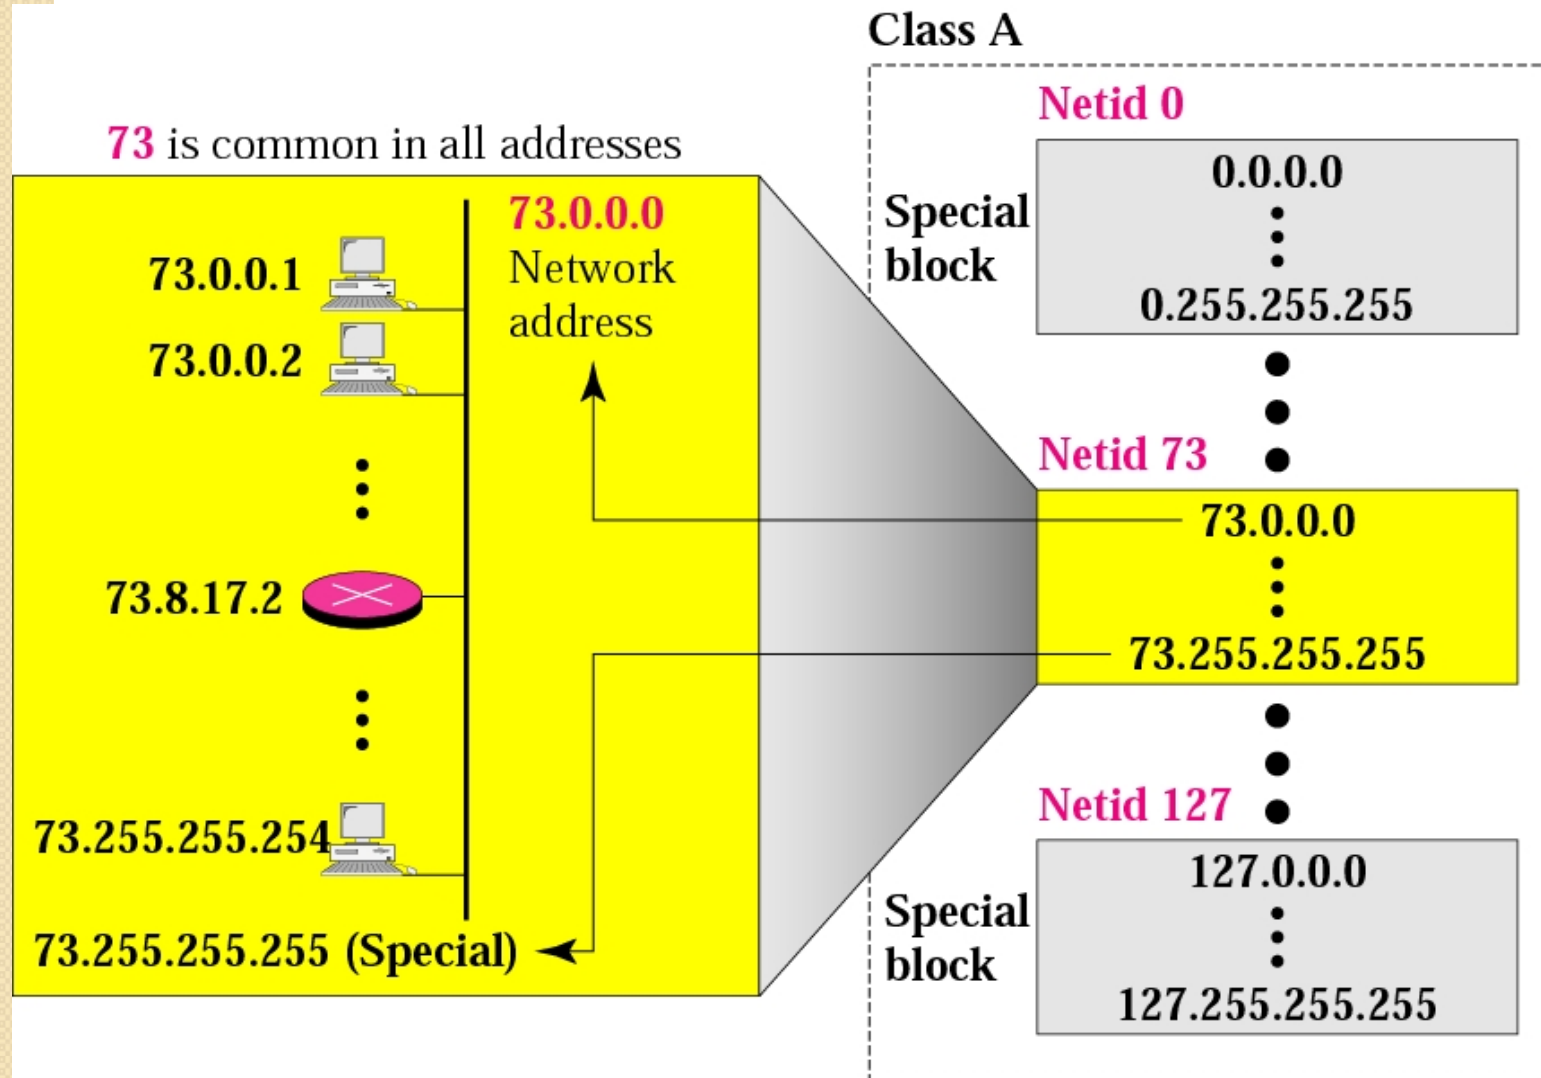 Class A
73 is common in all addresses
73.0.0.0
Network
address
73.0.0.1
73.0.0.2
73.8.17.2
73.255.255.254
73.255.255.255 (Special)
Netid 0
Special
block
0.0.0.0
0.255.255.255
Netid 73
73.0.0.0
73.255.255.255
Netid 127
Special
block
127.0.0.0
127.255.255.255